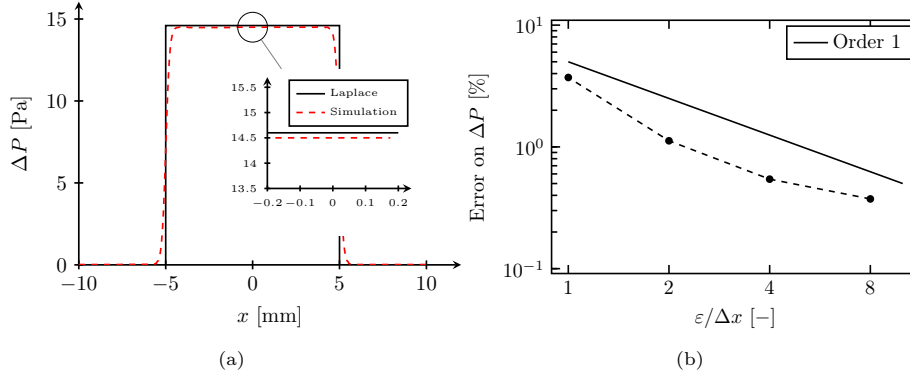 15
10
5
0
ΔP [Pa]
−10
−5
0
5
10
x [mm]
15.5
15
14.5
14
13.5
−0.2
−0.1
0
0.1
0.2
Laplace
Simulation
(a)
10¹
10⁰
10⁻¹
Error on ΔP [%]
1
2
4
8
ε/Δx [−]
Order 1
(b)